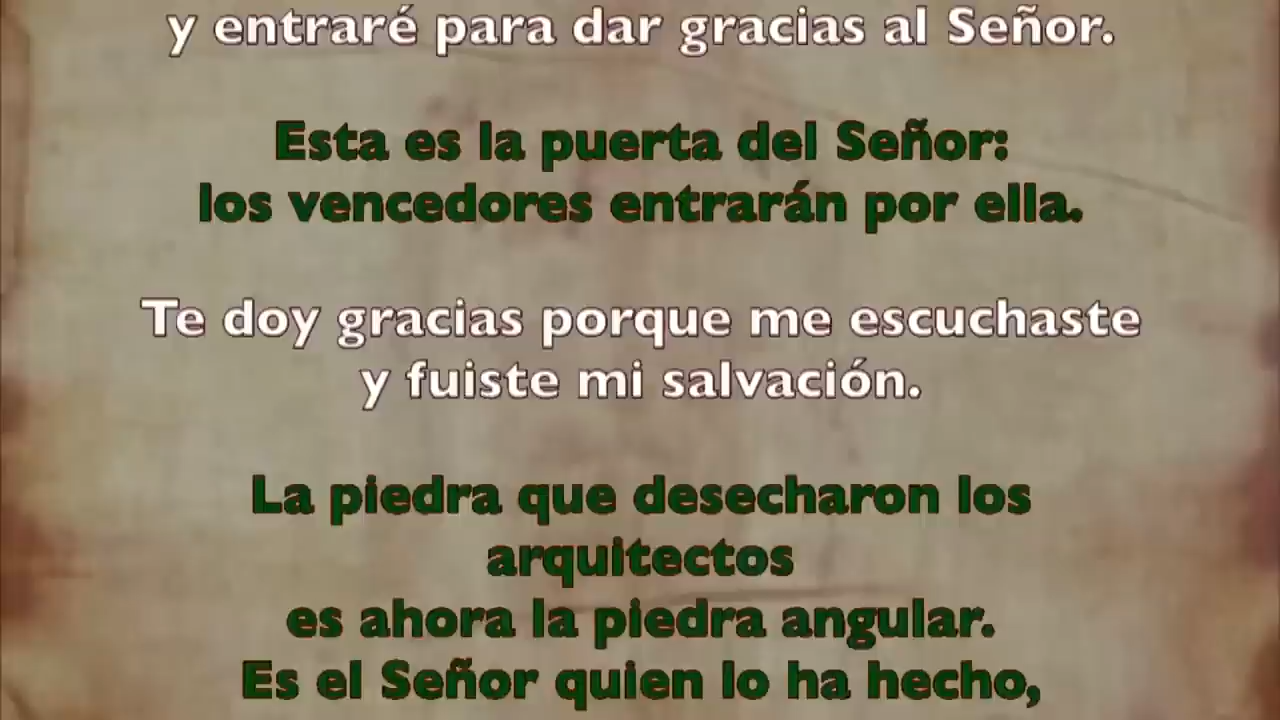 y entraré para dar gracias al Señor.
Esta es la puerta del Señor:
los vencedores entrarán por ella.
Te doy gracias porque me escuchaste
y fuiste mi salvación.
La piedra que desecharon los
arquitectos
es ahora la piedra angular.
Es el Señor quien lo ha hecho,